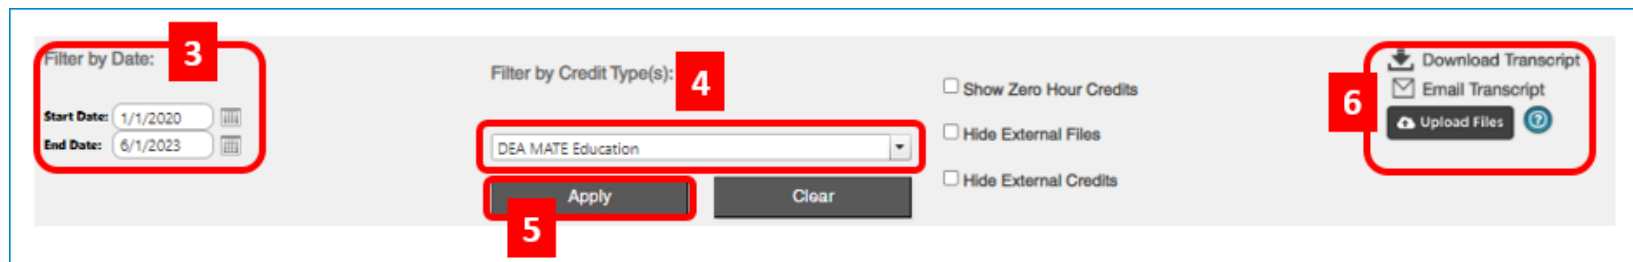 Filter by Date:
3
Start Date: 1/1/2020
End Date: 6/1/2023
Filter by Credit Type(s):
4
DEA MATE Education
Apply
Clear
5
Show Zero Hour Credits
Hide External Files
Hide External Credits
6
Download Transcript
Email Transcript
Upload Files ?